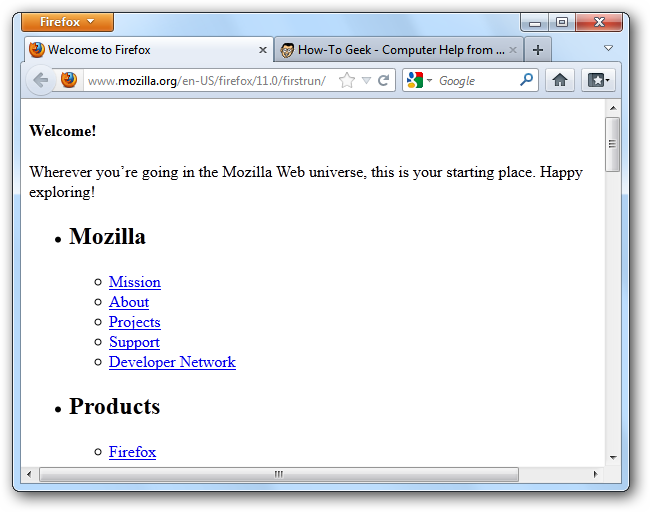 Firefox
Welcome to Firefox
How-To Geek - Computer Help from ...
www.mozilla.org/en-US/firefox/11.0/firstrun/
Google
Welcome!
Wherever you’re going in the Mozilla Web universe, this is your starting place. Happy
exploring!
Mozilla
Mission
About
Projects
Support
Developer Network
Products
Firefox